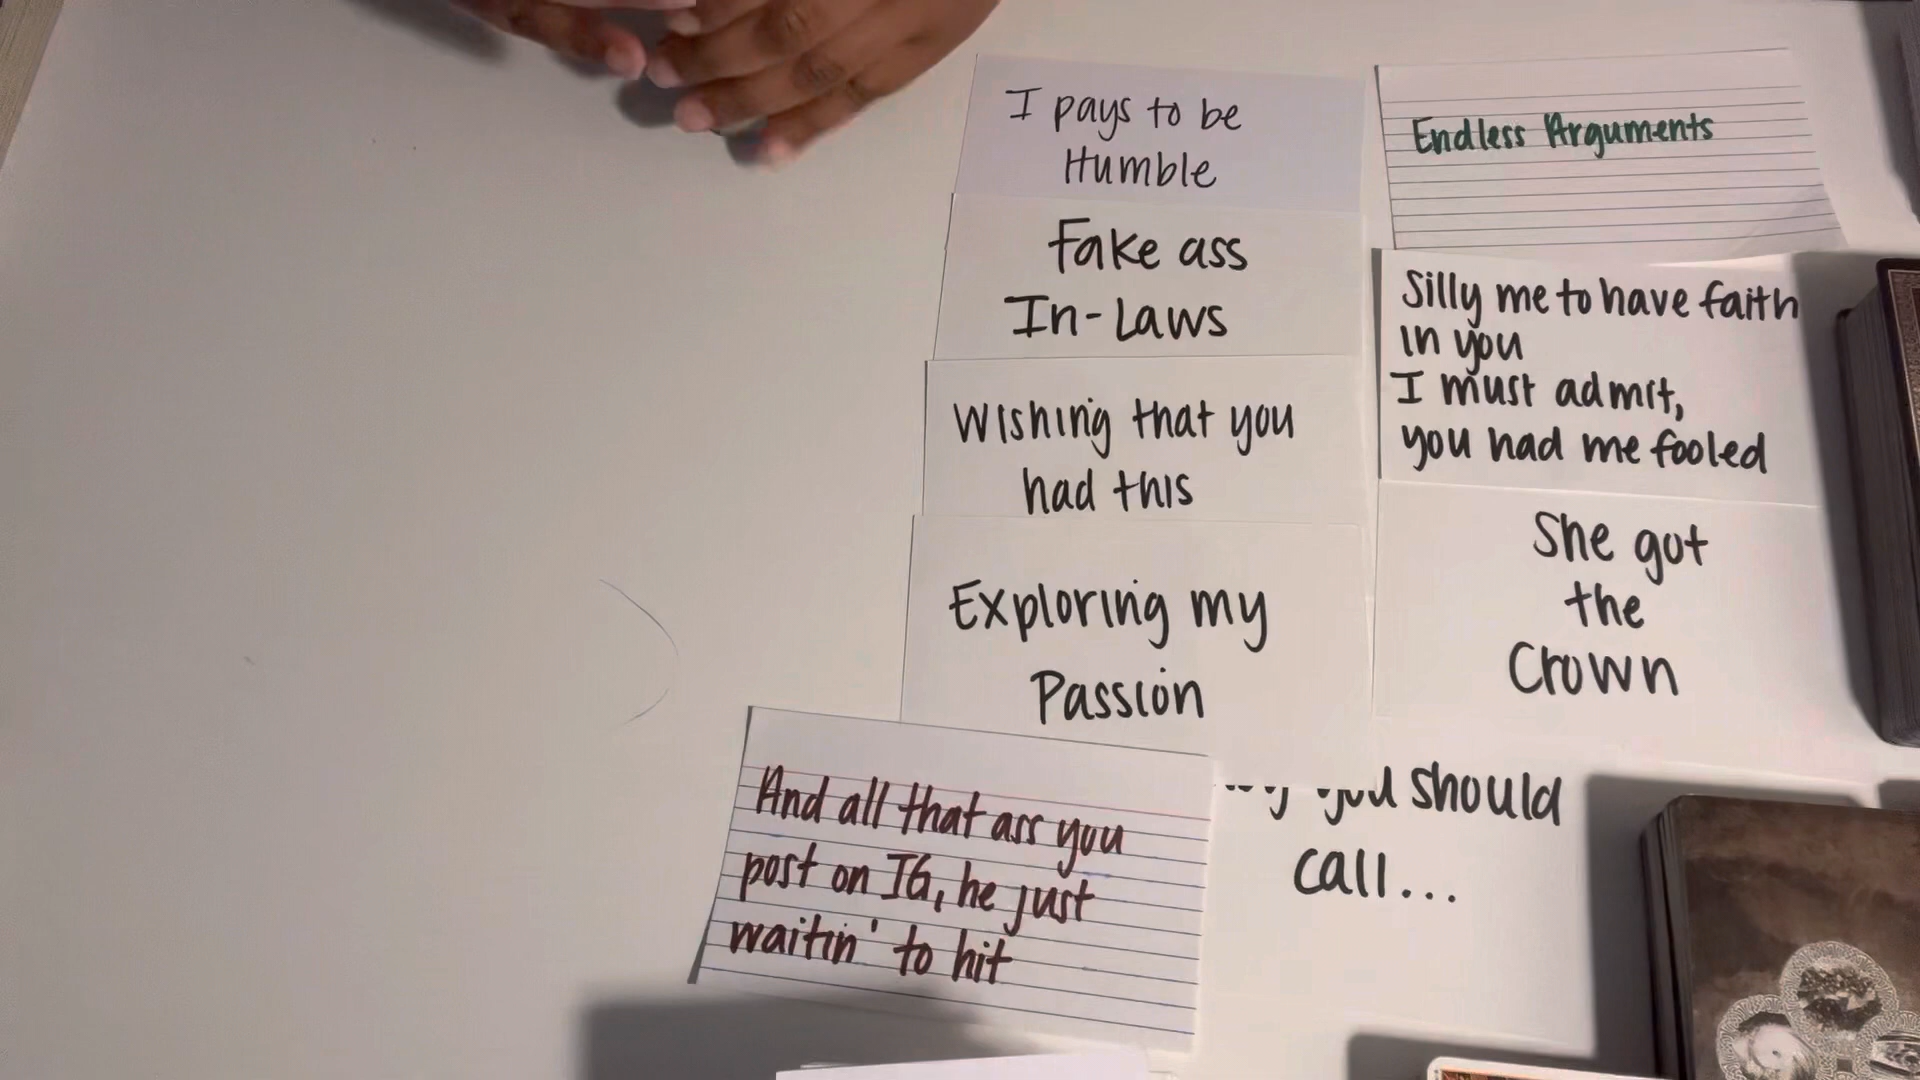 I pays to be
Humble
Fake ass
In-Laws
Wishing that you
had this
Exploring my
Passion
And all that ass you
post on IG, he just
waitin' to hit
Endless Arguments
Silly me to have faith
in you
I must admit,
you had me fooled
She got
the
Crown
you should
call...